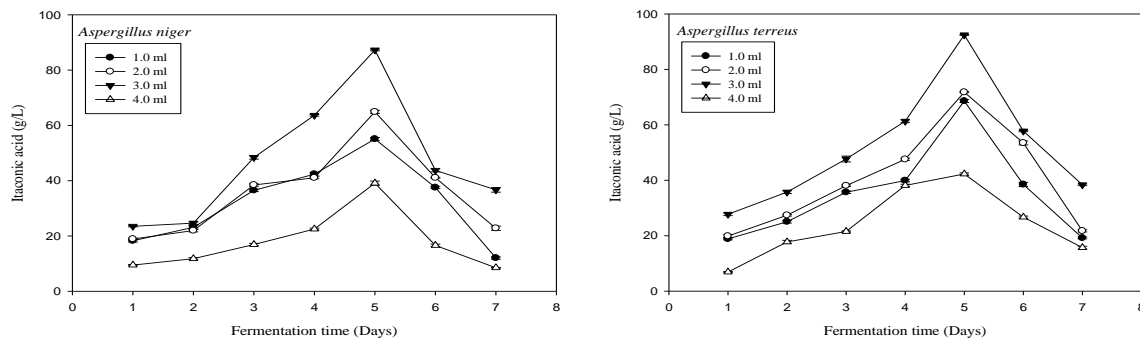 Aspergillus niger
1.0 ml
2.0 ml
3.0 ml
4.0 ml
Itaconic acid (g/L)
100
80
60
40
20
0
0 1 2 3 4 5 6 7 8
Fermentation time (Days)
Aspergillus terreus
1.0 ml
2.0 ml
3.0 ml
4.0 ml
Itaconic acid (g/L)
100
80
60
40
20
0
0 1 2 3 4 5 6 7 8
Fermentation time (Days)